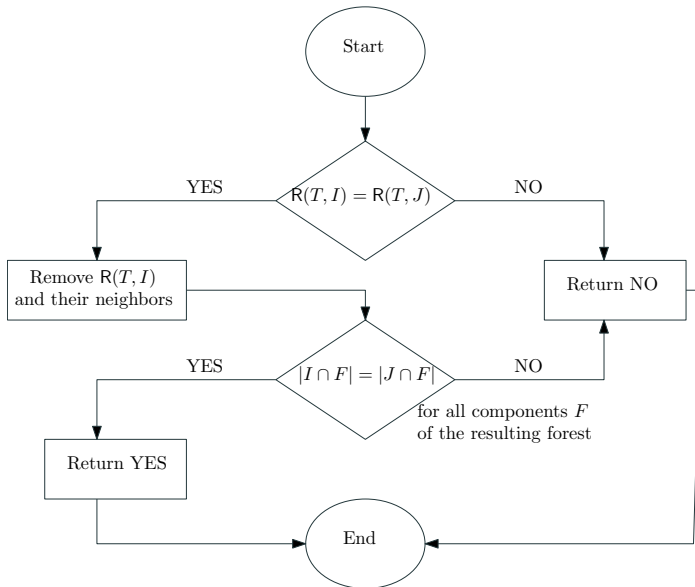 Start
R(T, I) = R(T, J)
YES
NO
Remove R(T, I)
and their neighbors
Return NO
|I ∩ F| = |J ∩ F|
YES
NO
for all components F
of the resulting forest
Return YES
End